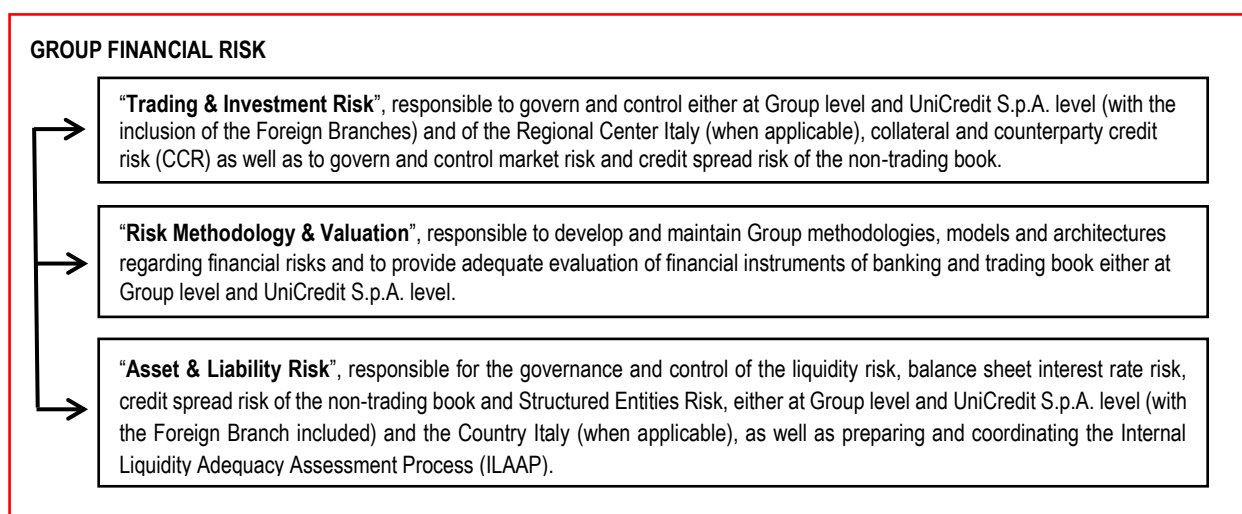 GROUP FINANCIAL RISK
“Trading & Investment Risk”, responsible to govern and control either at Group level and UniCredit S.p.A. level (with the
inclusion of the Foreign Branches) and of the Regional Center Italy (when applicable), collateral and counterparty credit
risk (CCR) as well as to govern and control market risk and credit spread risk of the non-trading book.
“Risk Methodology & Valuation”, responsible to develop and maintain Group methodologies, models and architectures
regarding financial risks and to provide adequate evaluation of financial instruments of banking and trading book either at
Group level and UniCredit S.p.A. level.
“Asset & Liability Risk”, responsible for the governance and control of the liquidity risk, balance sheet interest rate risk,
credit spread risk of the non-trading book and Structured Entities Risk, either at Group level and UniCredit S.p.A. level (with
the Foreign Branch included) and the Country Italy (when applicable), as well as preparing and coordinating the Internal
Liquidity Adequacy Assessment Process (ILAAP).